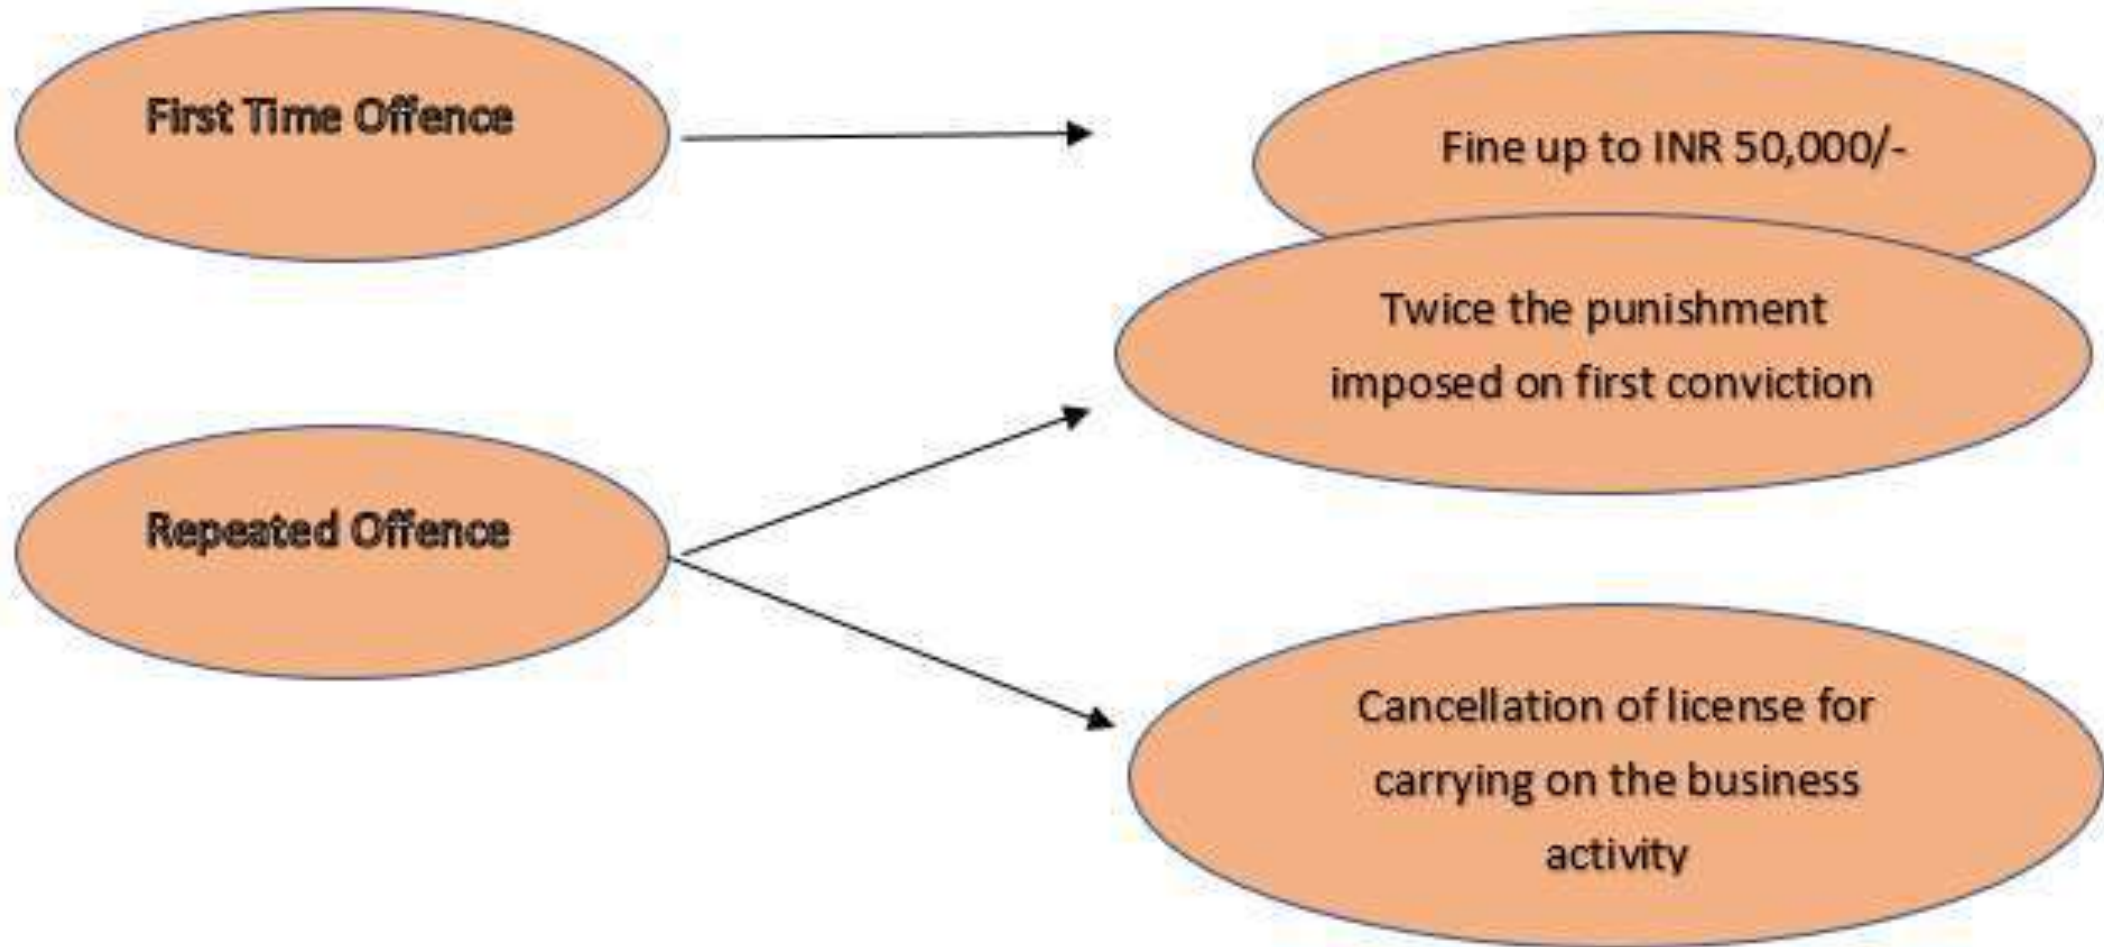 First Time Offence
Fine up to INR 50,000/-
Twice the punishment
imposed on first conviction
Repeated Offence
Cancellation of license for
carrying on the business
activity